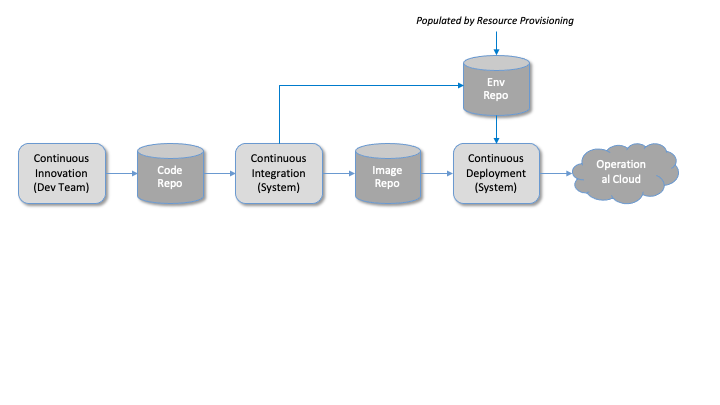 Populated by Resource Provisioning
Env
Repo
Continuous
Innovation
(Dev Team)
Code
Repo
Continuous
Integration
(System)
Image
Repo
Continuous
Deployment
(System)
Operation
al Cloud